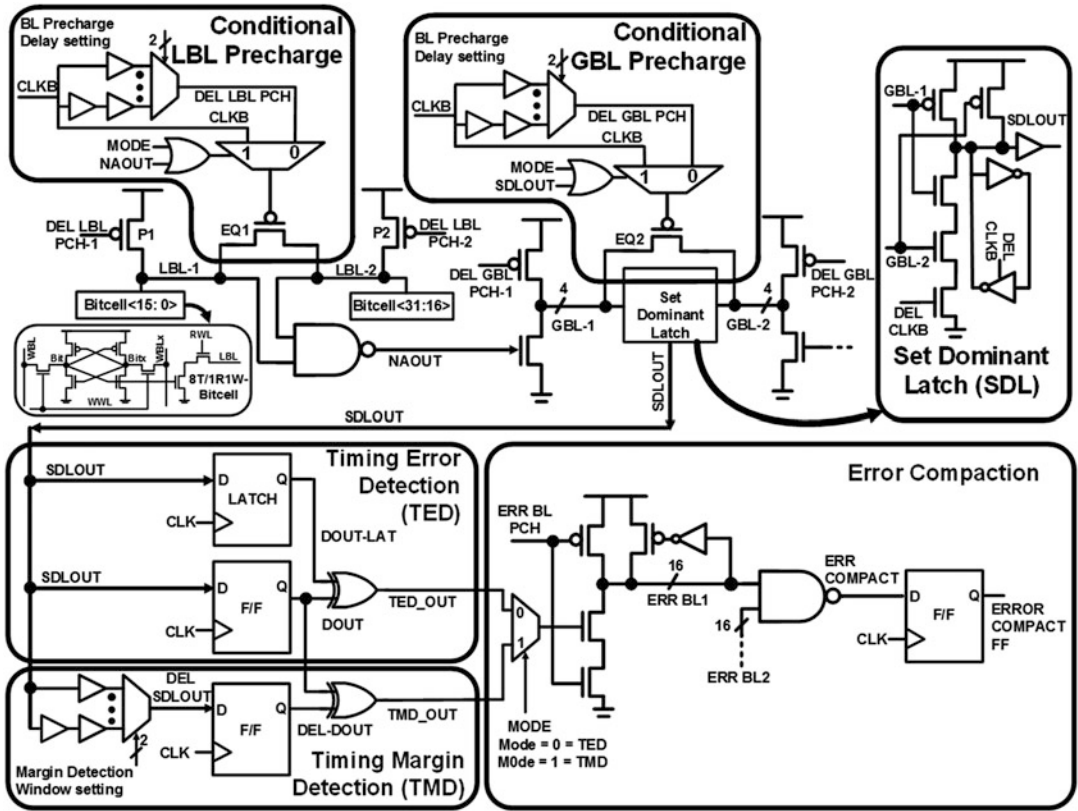 BL Precharge
Delay setting
2
Conditional
LBL Precharge
CLKB
DEL LBL PCH
CLKB
MODE
NAOUT
1
0
DEL LBL
PCH-1
P1
EQ1
P2
DEL LBL
PCH-2
LBL-1
LBL-2
Bitcell<15: 0>
Bitcell<31:16>
WBL
Bit
Bitx
WBLx
RWL
LBL
WWL
8T/1R1W-
Bitcell
NAOUT
BL Precharge
Delay setting
2
Conditional
GBL Precharge
CLKB
DEL GBL PCH
CLKB
MODE
SDLOUT
1
0
EQ2
DEL GBL
PCH-1
4
GBL-1
Set
Dominant
Latch
4
GBL-2
DEL GBL
PCH-2
SDLOUT
GBL-1
SDLOUT
GBL-2
DEL
CLKB
DEL
CLKB
Set Dominant
Latch (SDL)
SDLOUT
Timing Error
Detection
(TED)
SDLOUT
D
Q
LATCH
CLK
DOUT-LAT
SDLOUT
D
Q
F/F
CLK
DOUT
TED_OUT
DEL
SDLOUT
D
Q
F/F
CLK
DEL-DOUT
TMD_OUT
2
Margin Detection
Window setting
Timing Margin
Detection (TMD)
Error Compaction
ERR BL
PCH
0
1
MODE
Mode = 0 = TED
M0de = 1 = TMD
16
ERR BL1
16
ERR BL2
ERR
COMPACT
D
Q
F/F
CLK
ERROR
COMPACT
FF